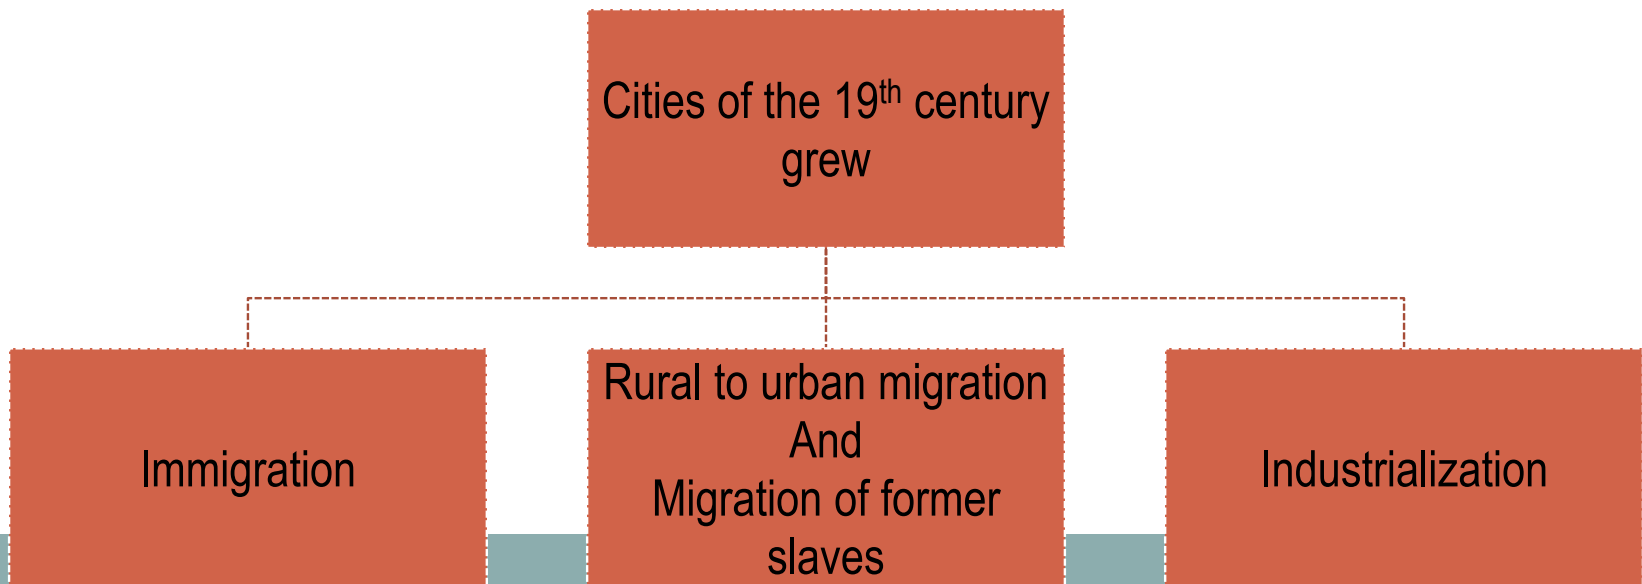 Cities of the 19th century
grew
Immigration
Rural to urban migration
And
Migration of former
slaves
Industrialization